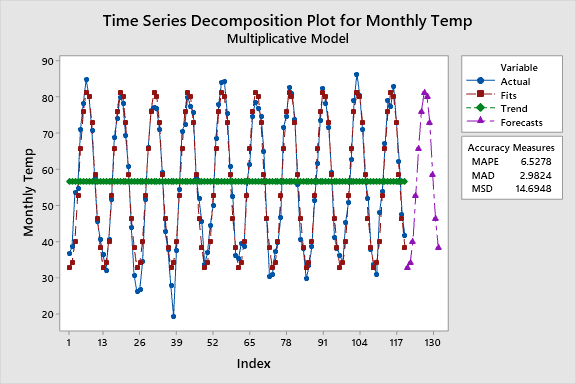 Time Series Decomposition Plot for Monthly Temp
Multiplicative Model
Monthly Temp
90
80
70
60
50
40
30
20
1 13 26 39 52 65 78 91 104 117 130
Index
Variable
Actual
Fits
Trend
Forecasts
Accuracy Measures
MAPE 6.5278
MAD 2.9824
MSD 14.6948